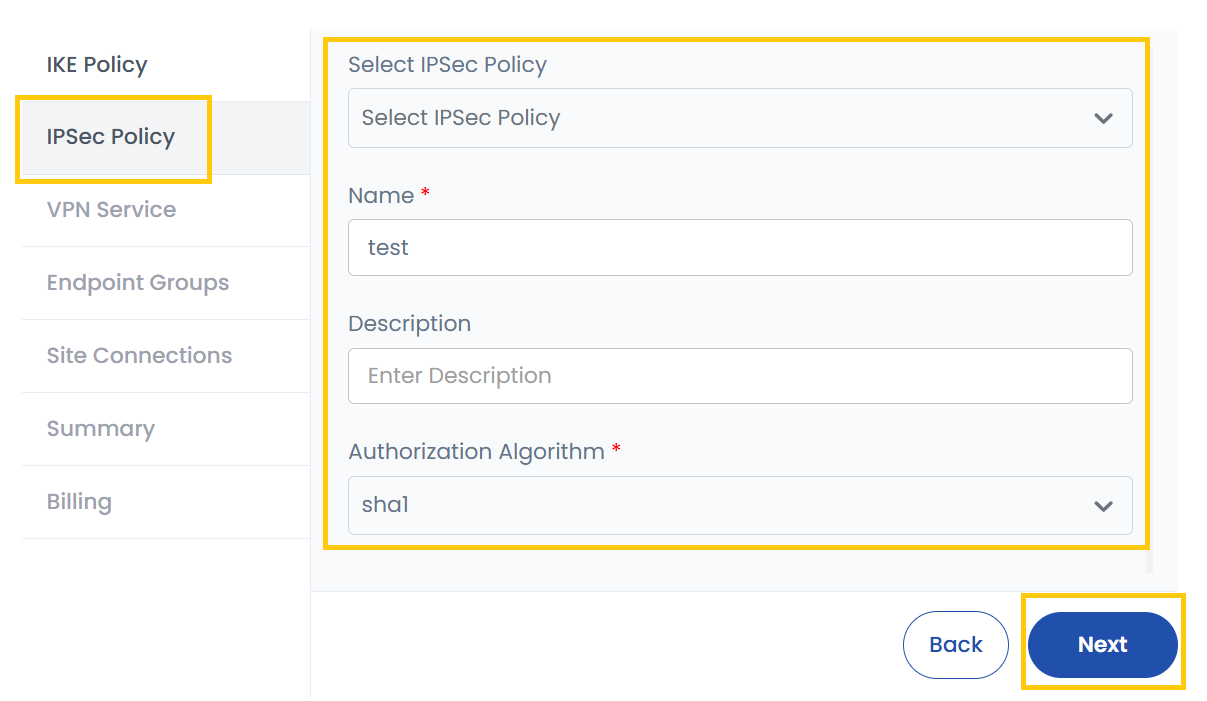 IKE Policy
IPSec Policy
VPN Service
Endpoint Groups
Site Connections
Summary
Billing
Select IPSec Policy
Select IPSec Policy
Name *
test
Description
Enter Description
Authorization Algorithm *
sha1
Back
Next